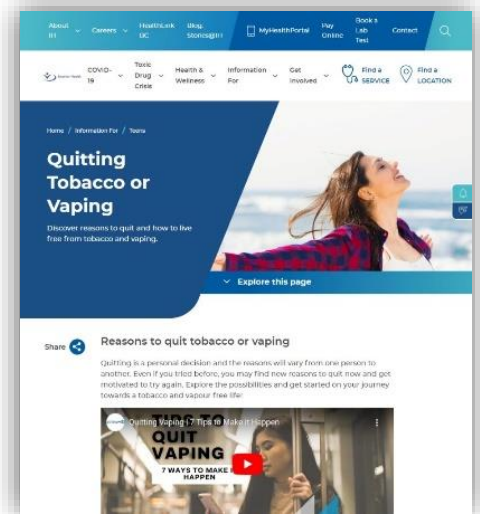 About IH
Careers
HealthLink BC
Blog: Stories@IH
MyHealthPortal
Pay Online
Book a Lab Test
Contact
Interior Health
COVID-19
Toxic Drug Crisis
Health & Wellness
Information For
Get Involved
Find a SERVICE
Find a LOCATION
Home / Information For / Teens
Quitting
Tobacco or
Vaping
Discover reasons to quit and how to live
free from tobacco and vaping.
Explore this page
Share
Reasons to quit tobacco or vaping
Quitting is a personal decision and the reasons will vary from one person to
another. Even if you tried before, you may find new reasons to quit now and get
motivated to try again. Explore the possibilities and get started on your journey
towards a tobacco and vapour free life:
Quitting Vaping | 7 Tips to Make it Happen
TIPS TO
QUIT
VAPING
7 WAYS TO MAKE IT
HAPPEN